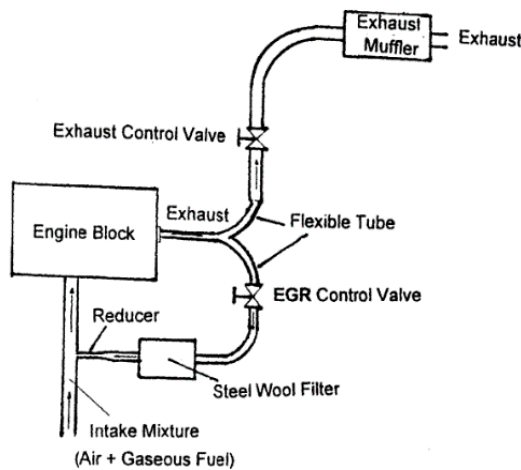 Exhaust
Muffler
Exhaust
Exhaust Control Valve
Exhaust
Flexible Tube
Engine Block
EGR Control Valve
Reducer
Steel Wool Filter
Intake Mixture
(Air + Gaseous Fuel)